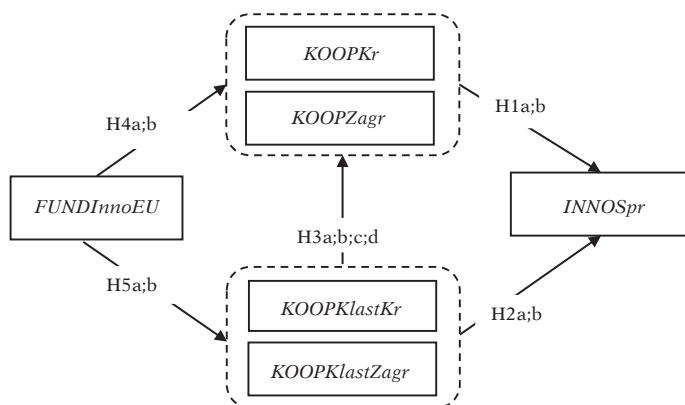 KOOPKr
KOOPZagr
H4a;b
H1a;b
FUNDInnoEU
INNOSpr
H3a;b;c;d
H5a;b
H2a;b
KOOPKlastKr
KOOPKlastZagr